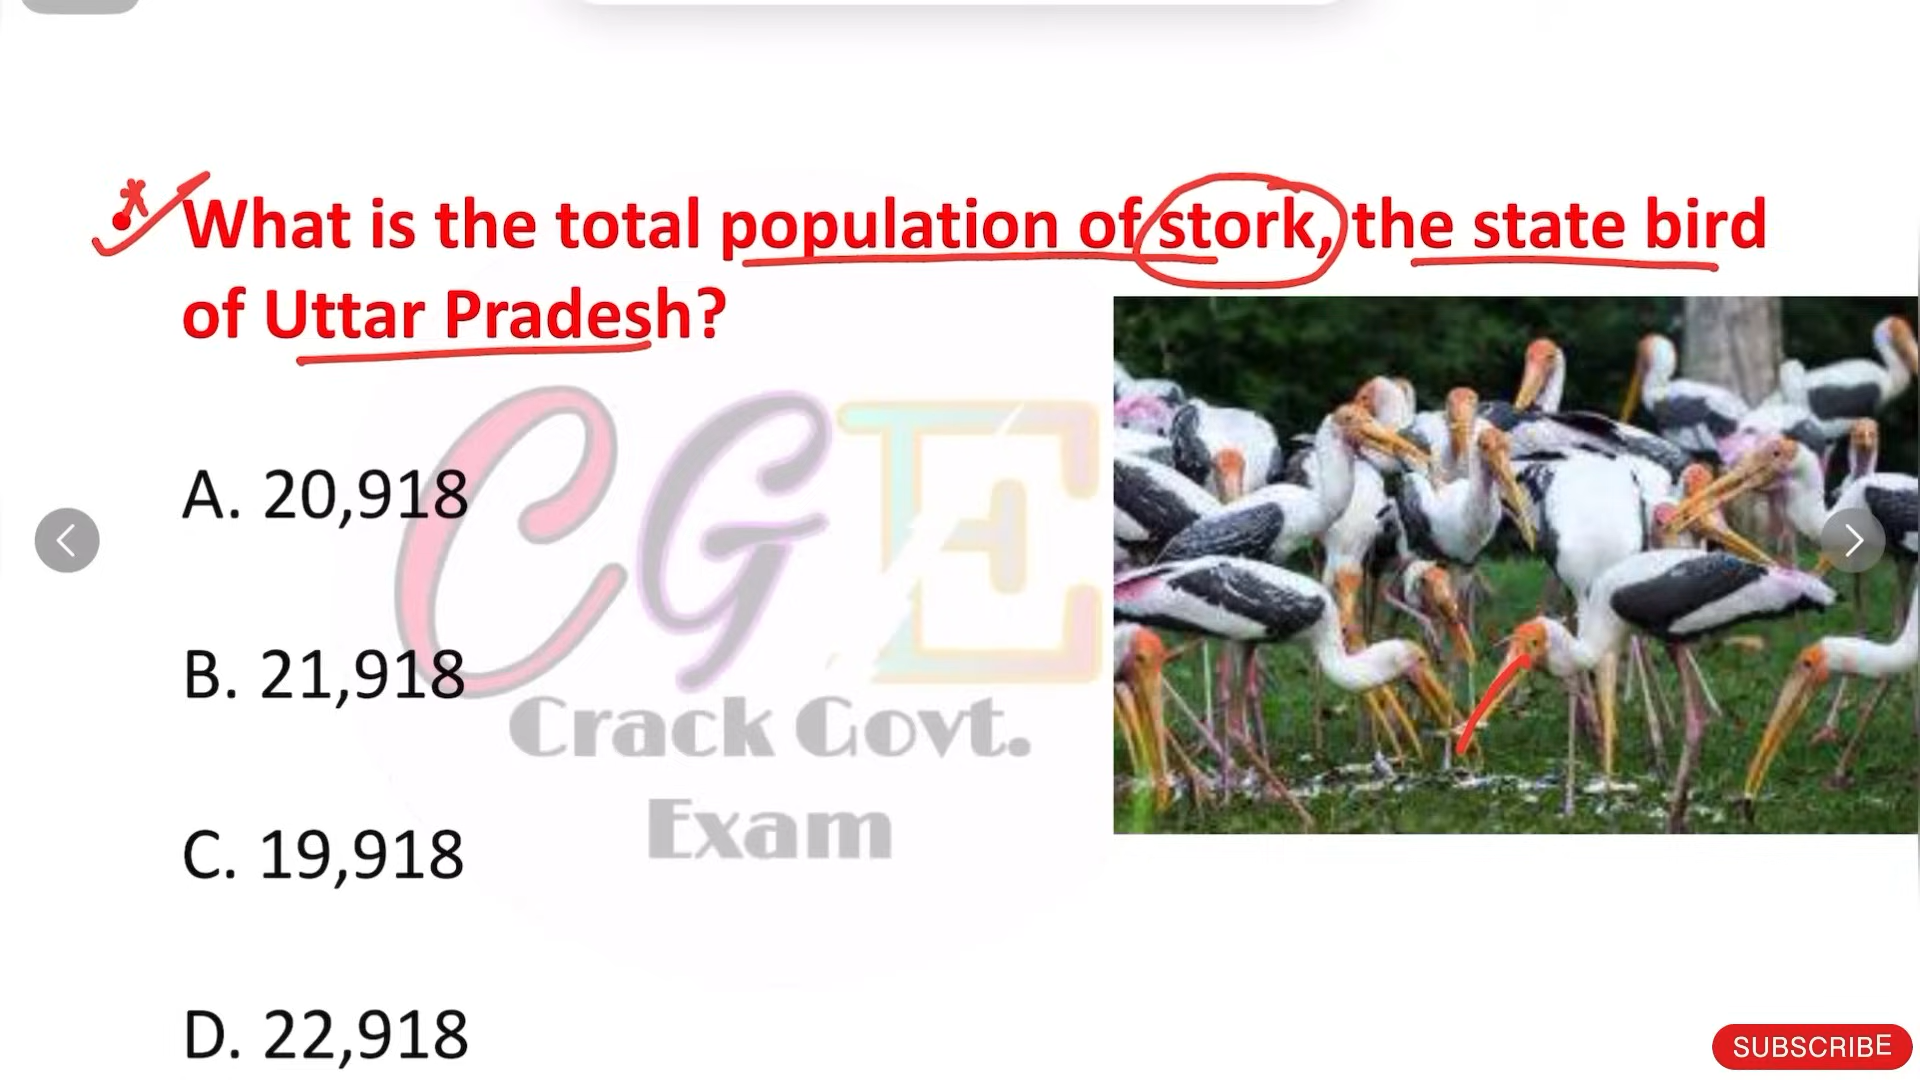 What is the total population of stork, the state bird
of Uttar Pradesh?
A. 20,918
CGE
B. 21,918
Crack Govt.
Exam
C. 19,918
D. 22,918
SUBSCRIBE